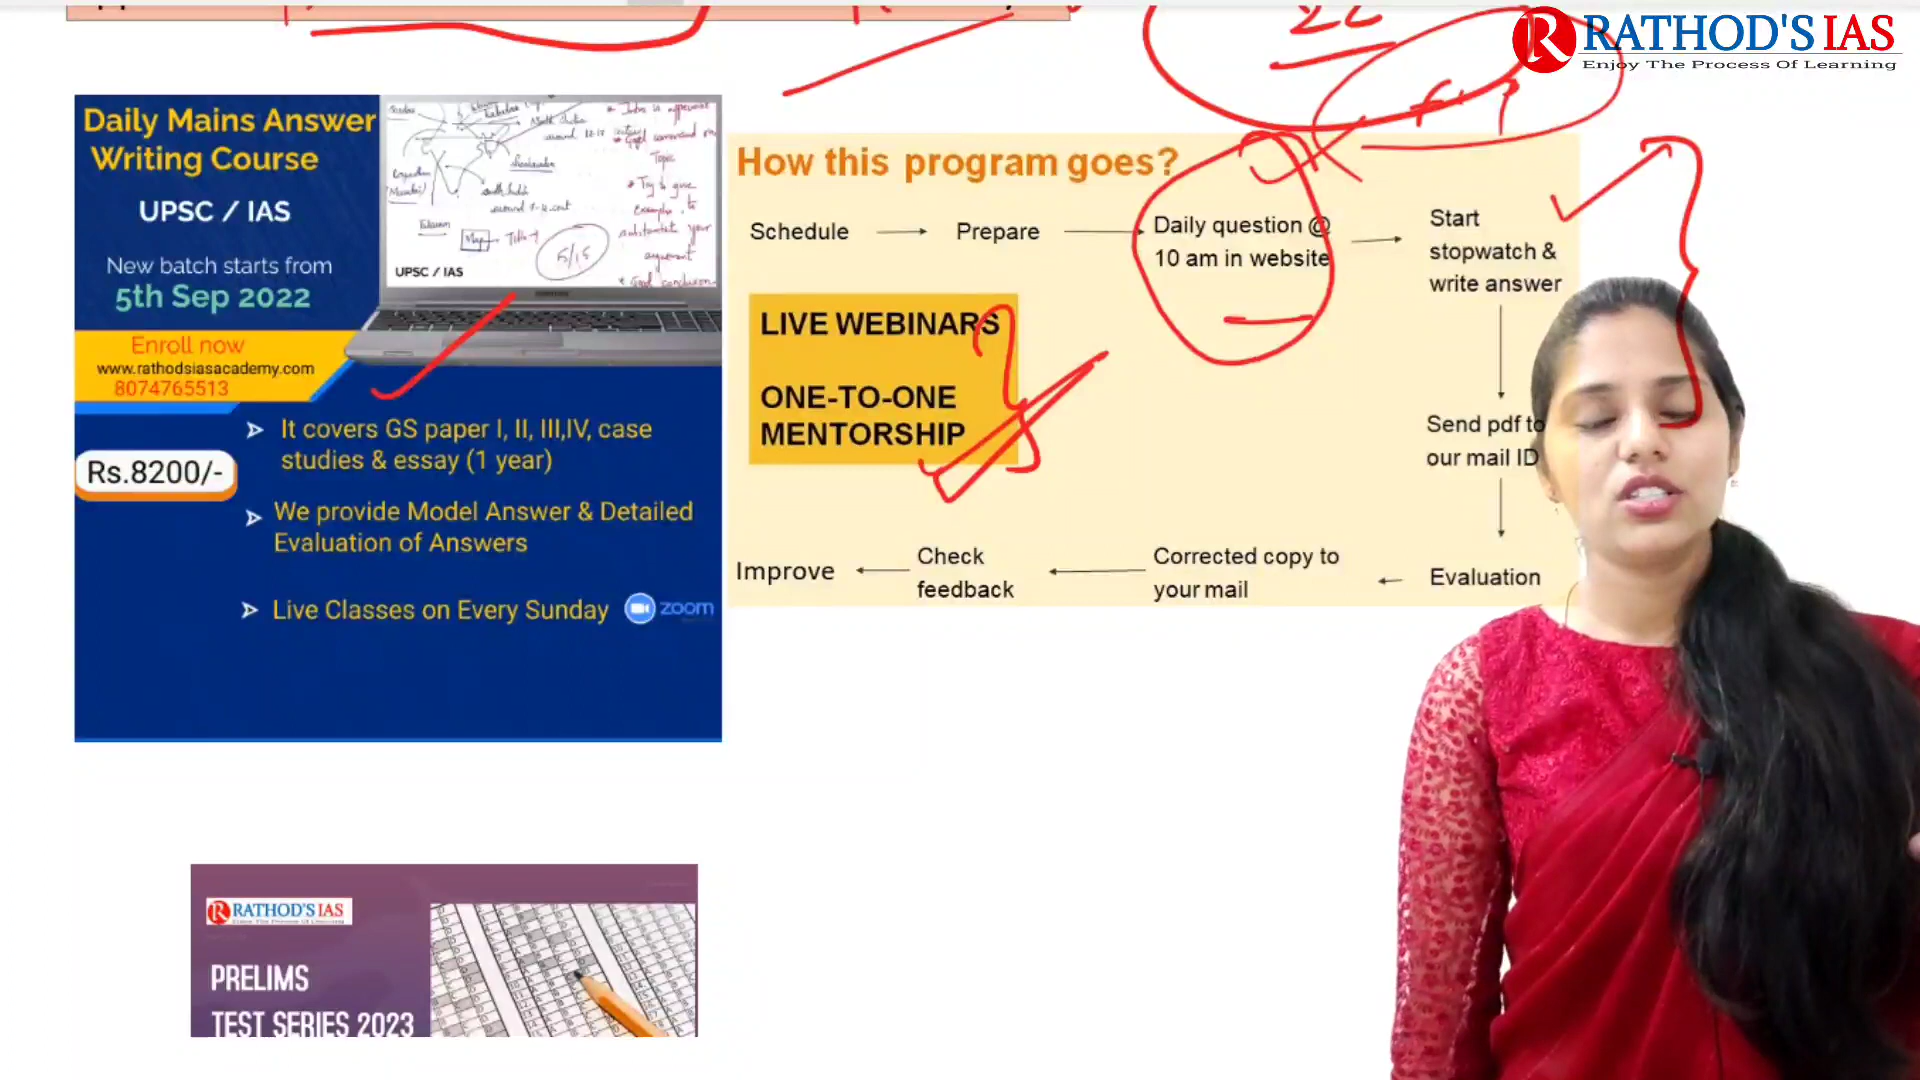 RATHOD'S IAS
Enjoy The Process Of Learning
Daily Mains Answer
Writing Course
UPSC / IAS
New batch starts from
5th Sep 2022
Enroll now
www.rathodsiasacademy.com
8074765513
UPSC / IAS
Topic
5/15
Rs.8200/-
It covers GS paper I, II, III,IV, case
studies & essay (1 year)
We provide Model Answer & Detailed
Evaluation of Answers
Live Classes on Every Sunday
zoom
How this program goes?
Schedule
Prepare
Daily question @
10 am in website
Start
stopwatch &
write answer
LIVE WEBINARS
ONE-TO-ONE
MENTORSHIP
Send pdf to
our mail ID
Evaluation
Corrected copy to
your mail
Check
feedback
Improve
RATHOD'S IAS
PRELIMS
TEST SERIES 2023